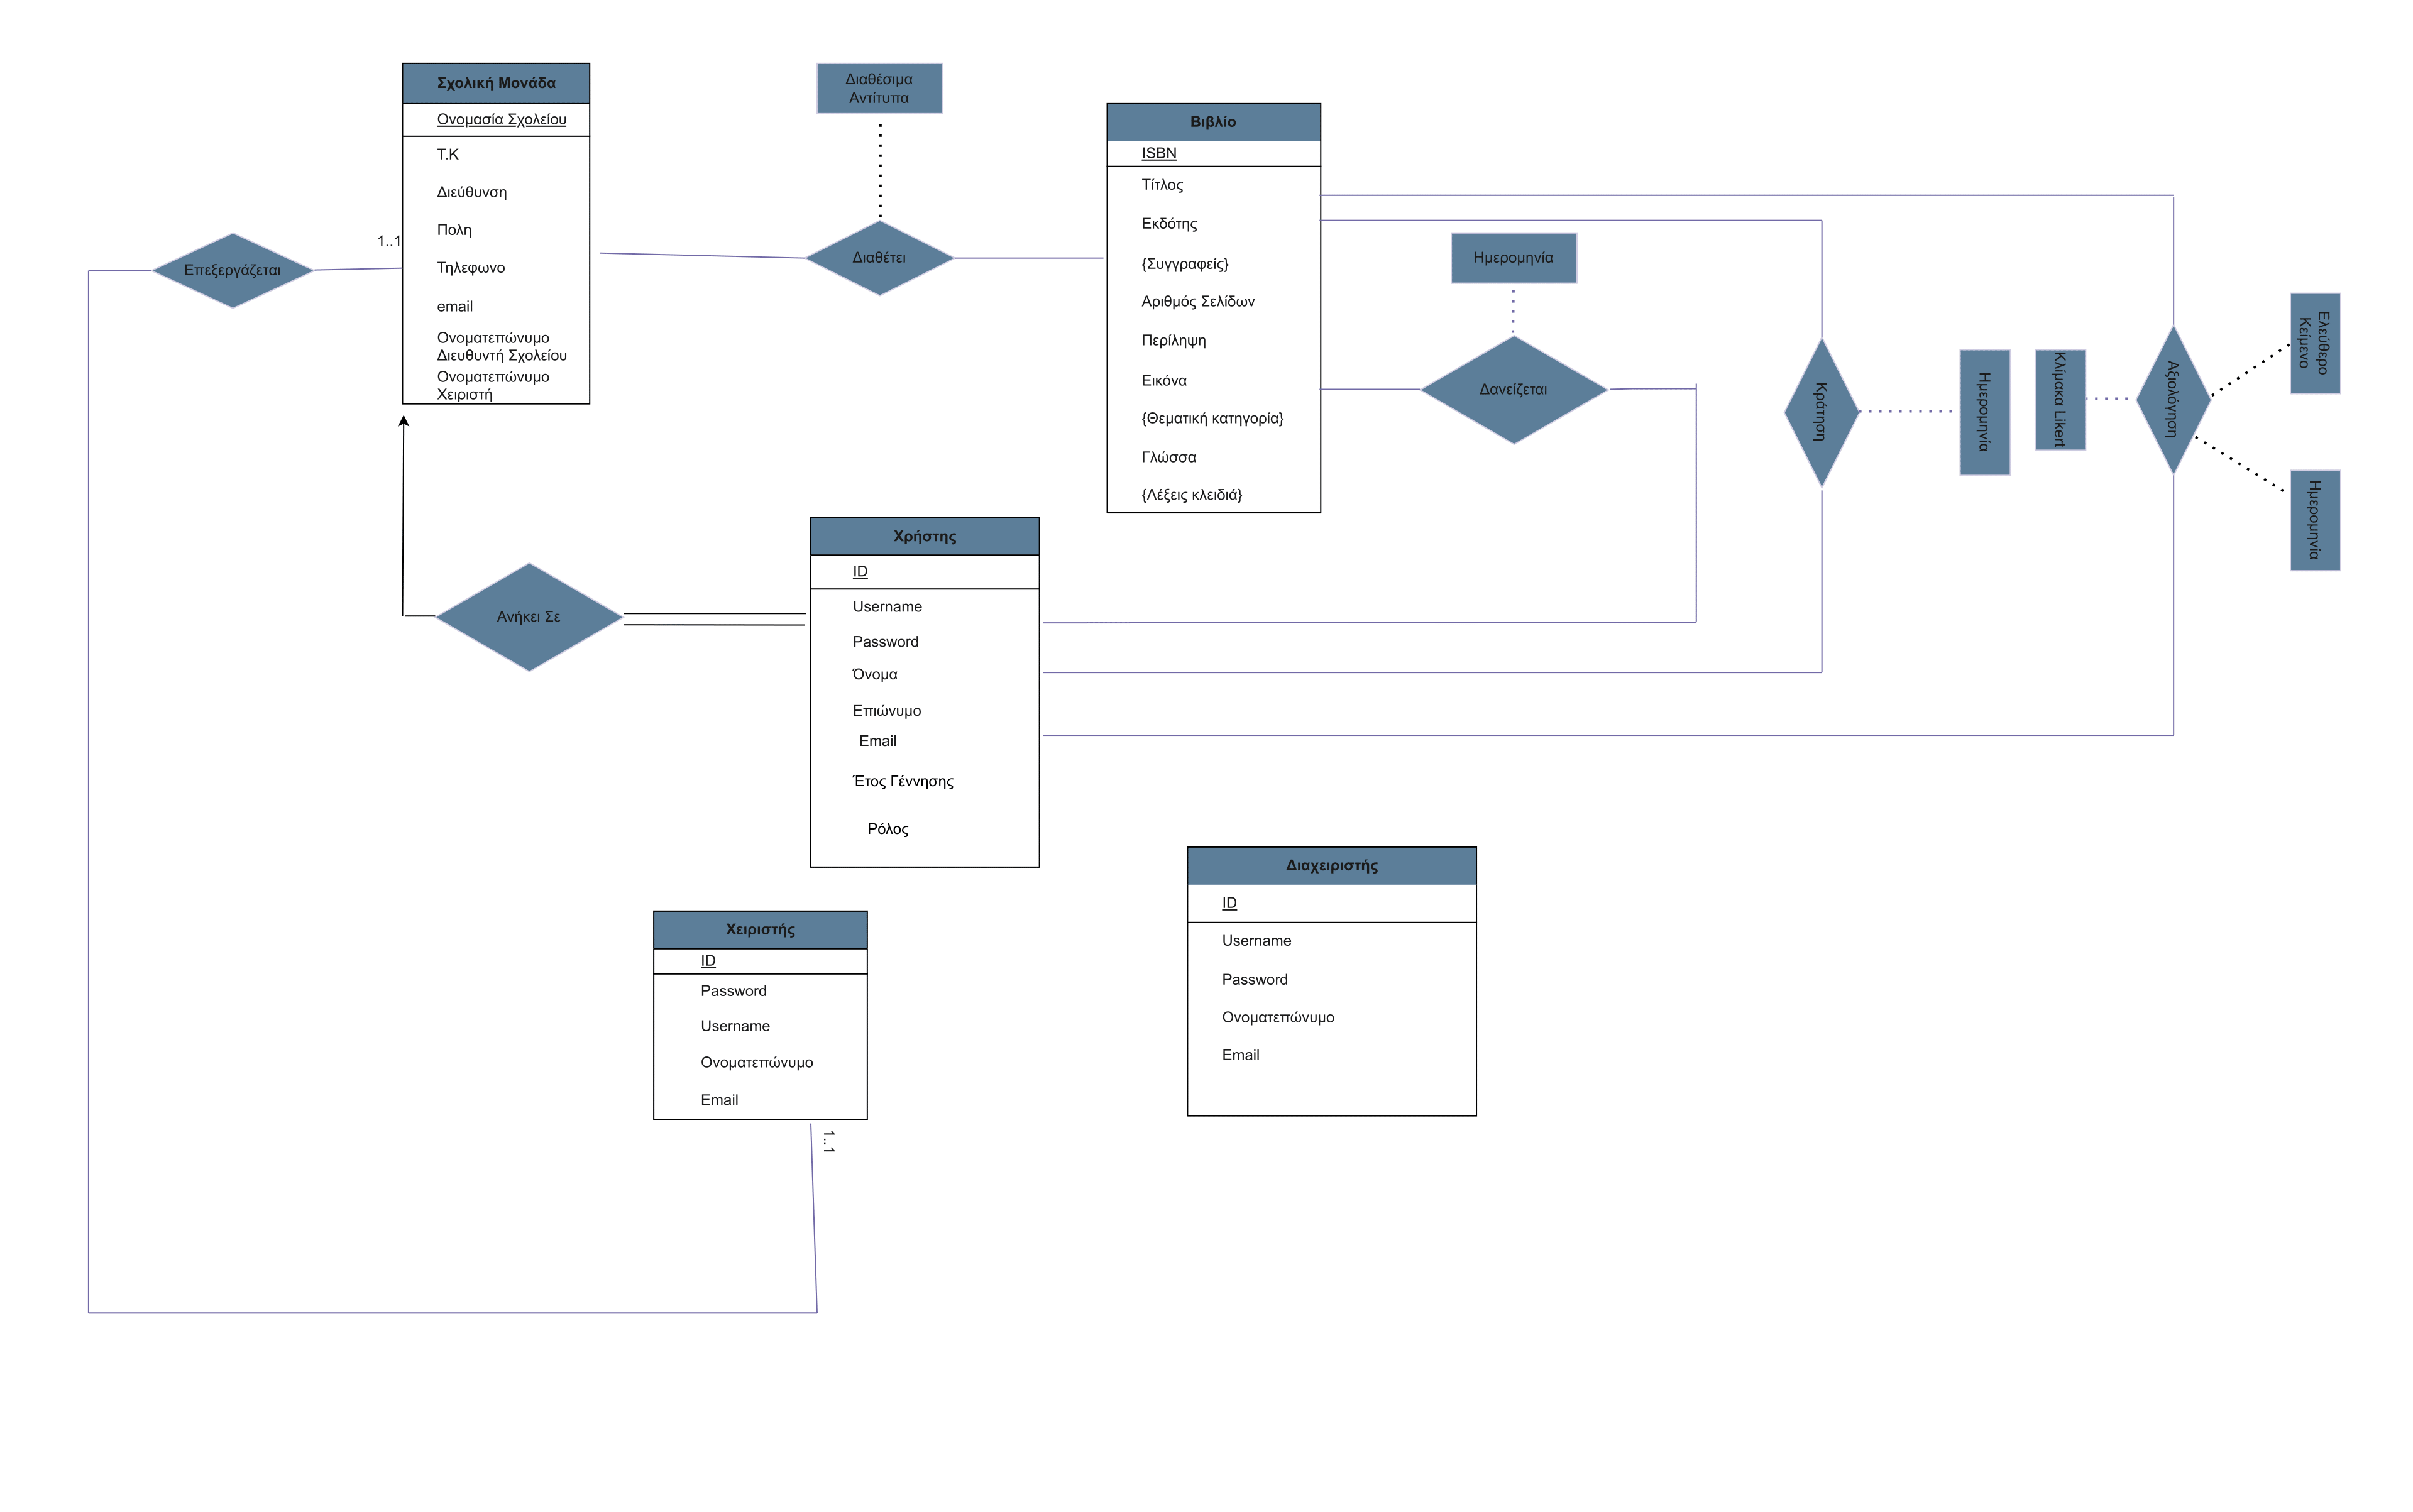 Σχολική Μονάδα
Ονομασία Σχολείου
Τ.Κ
Διεύθυνση
Πολη
Τηλεφωνο
email
Ονοματεπώνυμο
Διευθυντή Σχολείου
Ονοματεπώνυμο
Χειριστή
Επεξεργάζεται
1..1
Διαθέσιμα
Αντίτυπα
Διαθέτει
Βιβλίο
ISBN
Τίτλος
Εκδότης
{Συγγραφείς}
Αριθμός Σελίδων
Περίληψη
Εικόνα
{Θεματική κατηγορία}
Γλώσσα
{Λέξεις κλειδιά}
Ημερομηνία
Δανείζεται
Κράτηση
Ημερομηνία
Κλίμακα Likert
Αξιολόγηση
Ελεύθερο
Κείμενο
Ημερομηνία
Ανήκει Σε
Χρήστης
ID
Username
Password
Όνομα
Επιώνυμο
Email
Έτος Γέννησης
Ρόλος
Χειριστής
ID
Password
Username
Ονοματεπώνυμο
Email
1..1
Διαχειριστής
ID
Username
Password
Ονοματεπώνυμο
Email